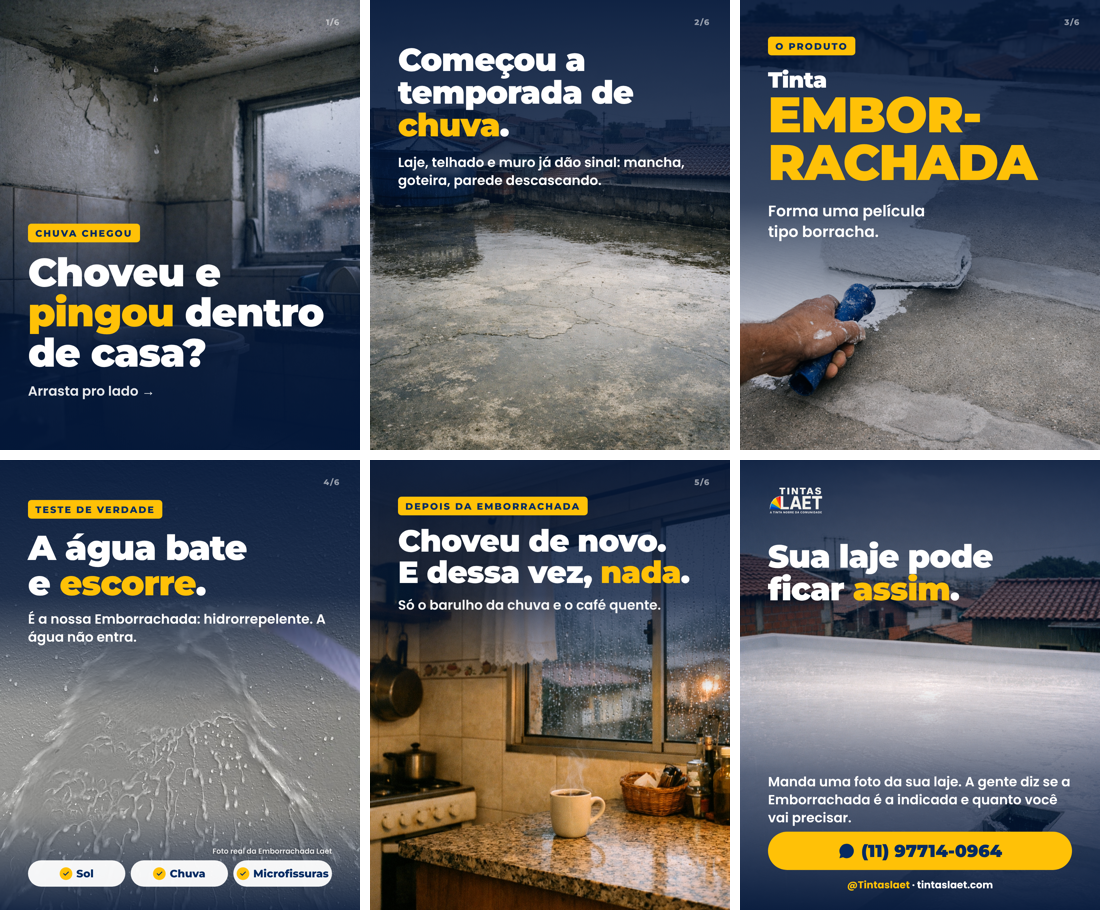 1/6
CHUVA CHEGOU
Choveu e
pingou dentro
de casa?
Arrasta pro lado →
2/6
Começou a
temporada de
chuva.
Laje, telhado e muro já dão sinal: mancha,
goteira, parede descascando.
3/6
O PRODUTO
Tinta
EMBOR-
RACHADA
Forma uma película
tipo borracha.
4/6
TESTE DE VERDADE
A água bate
e escorre.
É a nossa Emborrachada: hidrorrepelente. A
água não entra.
Foto real da Emborrachada Laet
Sol
Chuva
Microfissuras
5/6
DEPOIS DA EMBORRACHADA
Choveu de novo.
E dessa vez, nada.
Só o barulho da chuva e o café quente.
TINTAS
LAET
A TINTA NOBRE DA COMUNIDADE
Sua laje pode
ficar assim.
Manda uma foto da sua laje. A gente diz se a
Emborrachada é a indicada e quanto você
vai precisar.
(11) 97714-0964
@Tintaslaet · tintaslaet.com